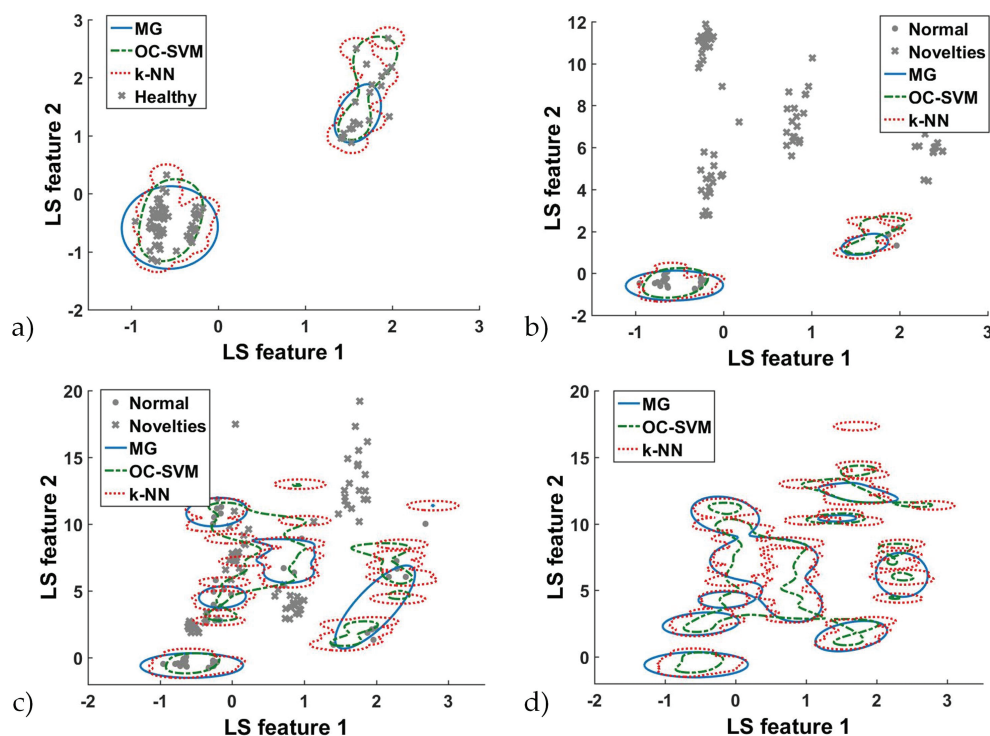 a)
MG
OC-SVM
k-NN
Healthy
LS feature 2
3
2
1
0
-1
-2
-1 0 1 2 3
LS feature 1
b)
Normal
Novelties
MG
OC-SVM
k-NN
LS feature 2
12
10
8
6
4
2
0
-2
-1 0 1 2 3
LS feature 1
c)
Normal
Novelties
MG
OC-SVM
k-NN
LS feature 2
20
15
10
5
0
-2 -1 0 1 2 3
LS feature 1
d)
MG
OC-SVM
k-NN
LS feature 2
20
15
10
5
0
-2 -1 0 1 2 3
LS feature 1